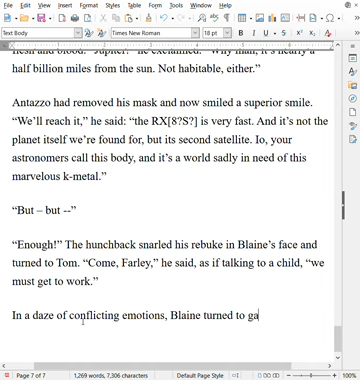 File Edit View Insert Format Styles Table Form Tools Window Help
Text Body Times New Roman 18 pt
flesh and blood. "Jupiter!" he exclaimed. "Why man, it's nearly a
half billion miles from the sun. Not habitable, either."
Antazzo had removed his mask and now smiled a superior smile.
“We’ll reach it,” he said: “the RX[8?S?] is very fast. And it’s not the
planet itself we’re found for, but its second satellite. Io, your
astronomers call this body, and it’s a world sadly in need of this
marvelous k-metal.”
“But – but --”
“Enough!” The hunchback snarled his rebuke in Blaine’s face and
turned to Tom. “Come, Farley,” he said, as if talking to a child, “we
must get to work.”
In a daze of conflicting emotions, Blaine turned to ga
Page 7 of 7 1,269 words, 7,306 characters Default Page Style 100%